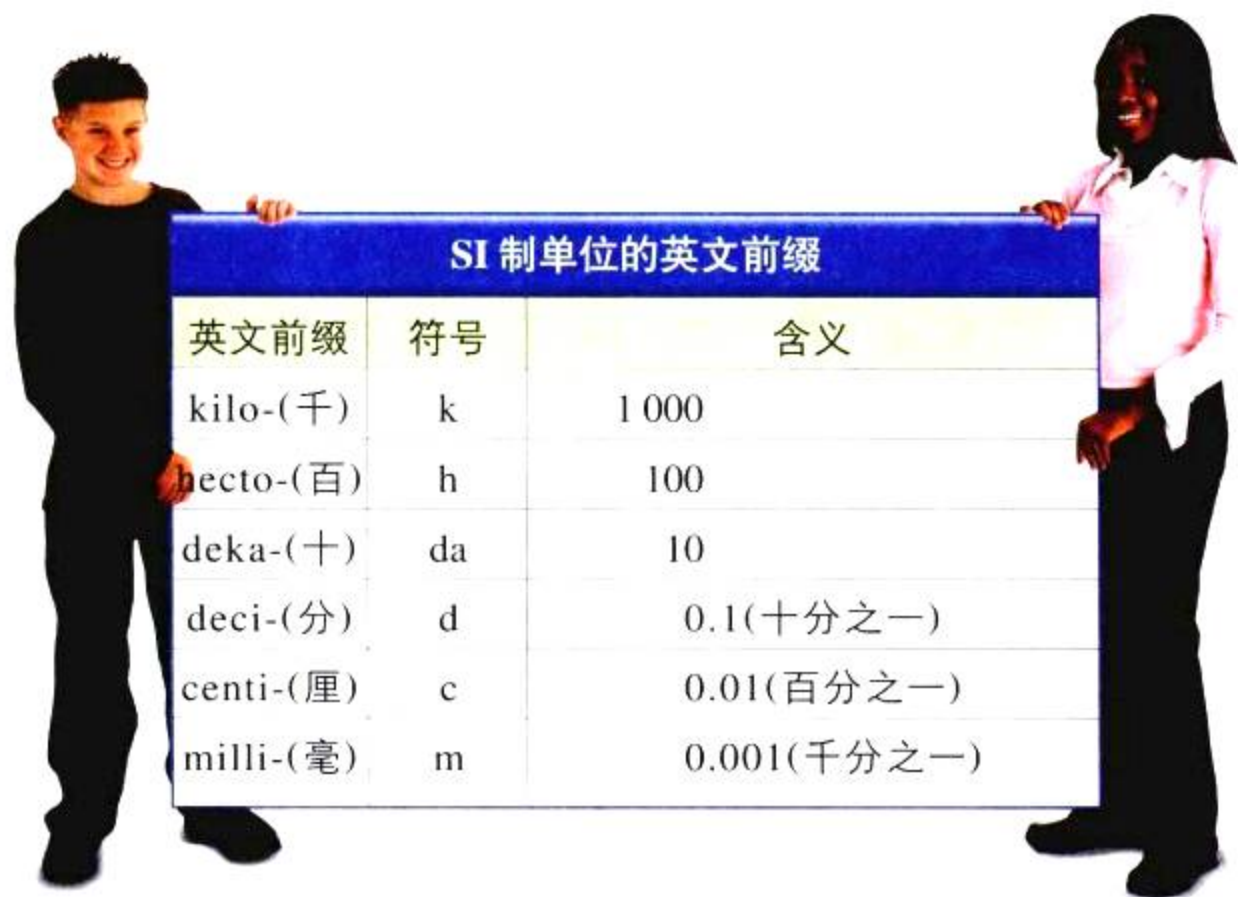 SI 制单位的英文前缀
英文前缀 符号 含义
kilo-(千) k 1 000
hecto-(百) h 100
deka-(十) da 10
deci-(分) d 0.1(十分之一)
centi-(厘) c 0.01(百分之一)
milli-(毫) m 0.001(千分之一)